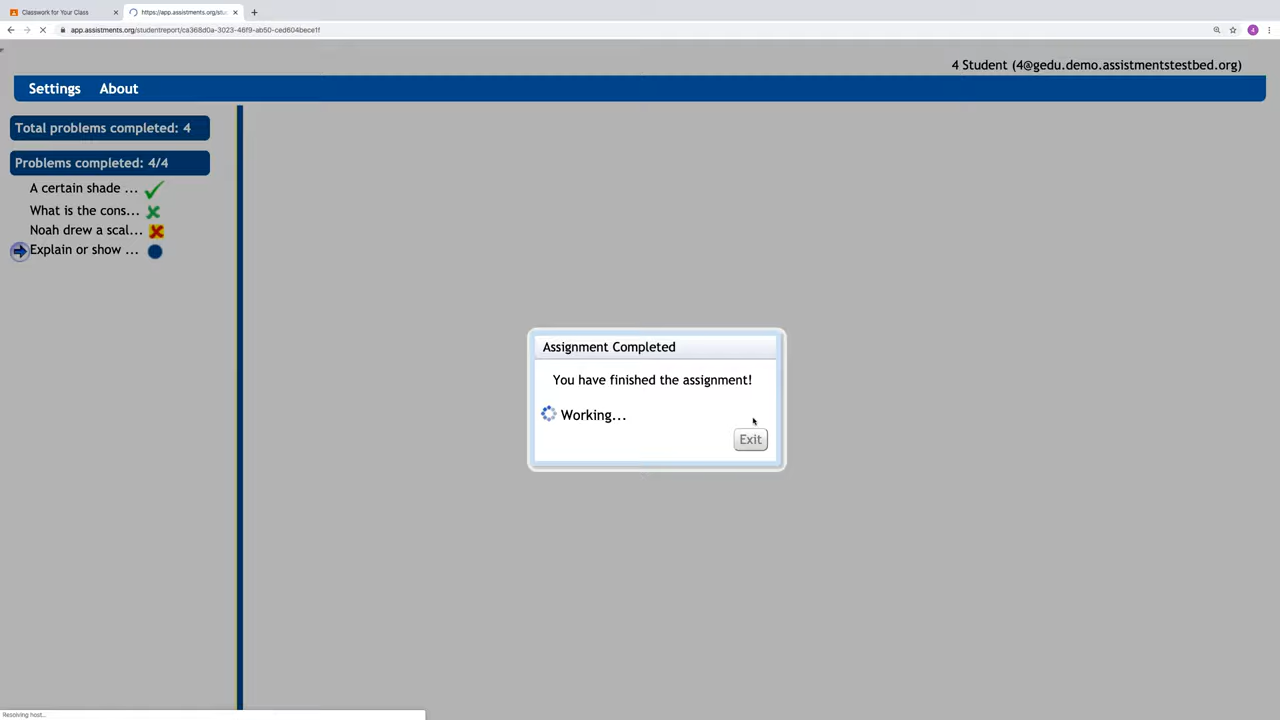 Classwork for Your Class
https://app.assistments.org/stu
app.assistments.org/studentreport/ca368d0a-3023-46f9-ab50-ced604bece1f
4
4 Student (4@gedu.demo.assistmentstestbed.org)
Settings About
Total problems completed: 4
Problems completed: 4/4
A certain shade ...
What is the cons...
Noah drew a scal...
Explain or show ...
Assignment Completed
You have finished the assignment!
Working...
Exit
Resolving host...